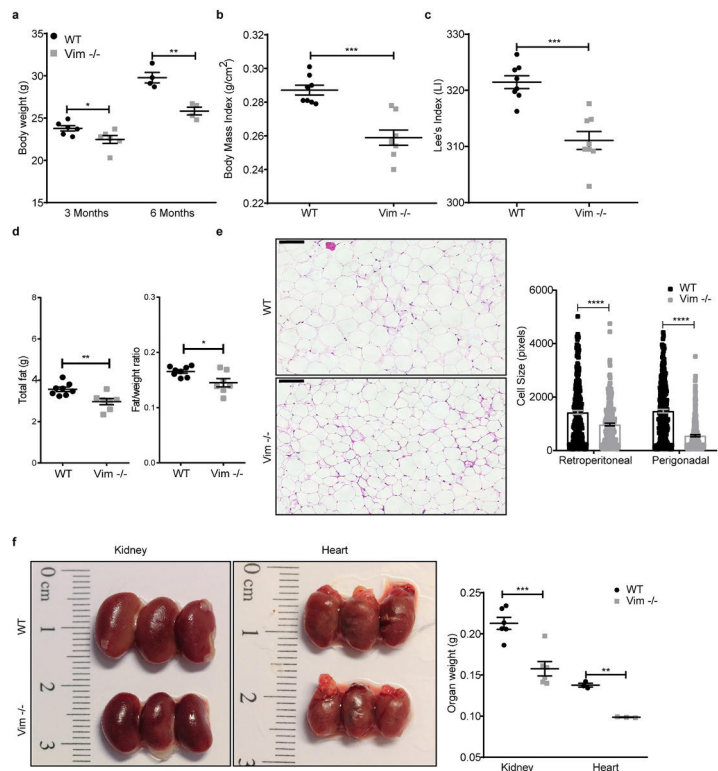 a
WT
Vim -/-
Body weight (g)
35
30
25
20
15
*
**
3 Months
6 Months
b
Body Mass Index (g/cm2)
0.32
0.30
0.28
0.26
0.24
0.22
***
WT
Vim -/-
c
Lee's Index (LI)
330
320
310
300
***
WT
Vim -/-
d
Total fat (g)
8
6
4
2
0
**
WT
Vim -/-
Fat/weight ratio
0.3
0.2
0.1
0.0
*
WT
Vim -/-
e
WT
Vim -/-
Cell Size (pixels)
6000
4000
2000
0
WT
Vim -/-
****
****
Retroperitoneal
Perigonadal
f
Kidney
Heart
WT
Vim -/-
0 cm
1
2
3
0 cm
1
2
3
Organ weight (g)
0.25
0.20
0.15
0.10
0.05
WT
Vim -/-
***
**
Kidney
Heart